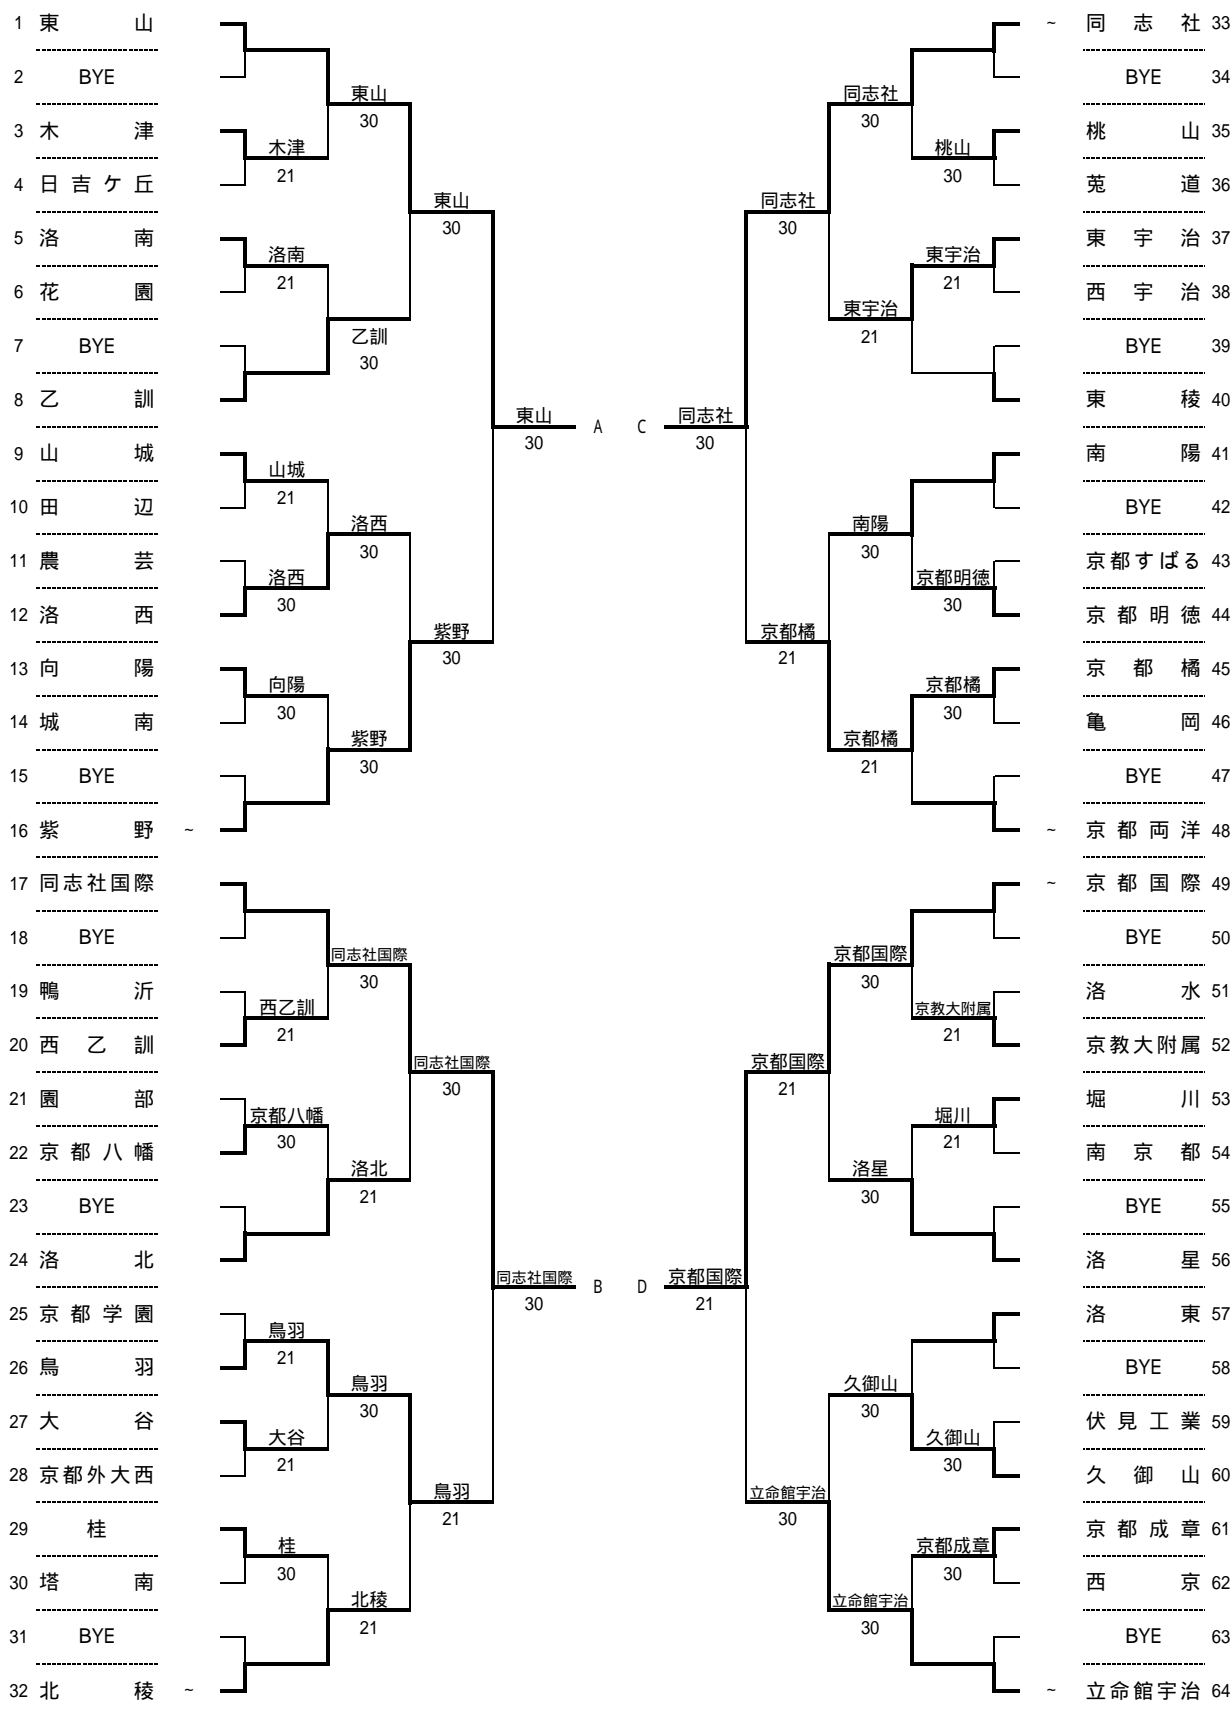 1 東山
2 BYE
3 木津
4 日吉ケ丘
5 洛南
6 花園
7 BYE
8 乙訓
9 山城
10 田辺
11 農芸
12 洛西
13 向陽
14 城南
15 BYE
16 紫野 ~
17 同志社国際
18 BYE
19 鴨沂
20 西乙訓
21 園部
22 京都八幡
23 BYE
24 洛北
25 京都学園
26 鳥羽
27 大谷
28 京都外大西
29 桂
30 塔南
31 BYE
32 北稜 ~
木津
21
洛南
21
山城
21
洛西
30
向陽
30
西乙訓
21
京都八幡
30
鳥羽
21
大谷
21
桂
30
東山
30
乙訓
30
洛西
30
紫野
30
同志社国際
30
洛北
21
鳥羽
30
北稜
21
東山
30
紫野
30
同志社国際
30
鳥羽
21
東山
30
A
同志社国際
30
B
C
同志社
30
D
京都国際
21
同志社
30
京都橘
21
京都国際
21
立命館宇治
30
同志社
30
東宇治
21
南陽
30
京都橘
21
京都国際
30
洛星
30
久御山
30
立命館宇治
30
桃山
30
東宇治
21
京都明徳
30
京都橘
30
京教大附属
21
堀川
21
久御山
30
京都成章
30
~ 同志社 33
BYE 34
桃山 35
莵道 36
東宇治 37
西宇治 38
BYE 39
東稜 40
南陽 41
BYE 42
京都すばる 43
京都明徳 44
京都橘 45
亀岡 46
BYE 47
~ 京都両洋 48
~ 京都国際 49
BYE 50
洛水 51
京教大附属 52
堀川 53
南京都 54
BYE 55
洛星 56
洛東 57
BYE 58
伏見工業 59
久御山 60
京都成章 61
西京 62
BYE 63
~ 立命館宇治 64